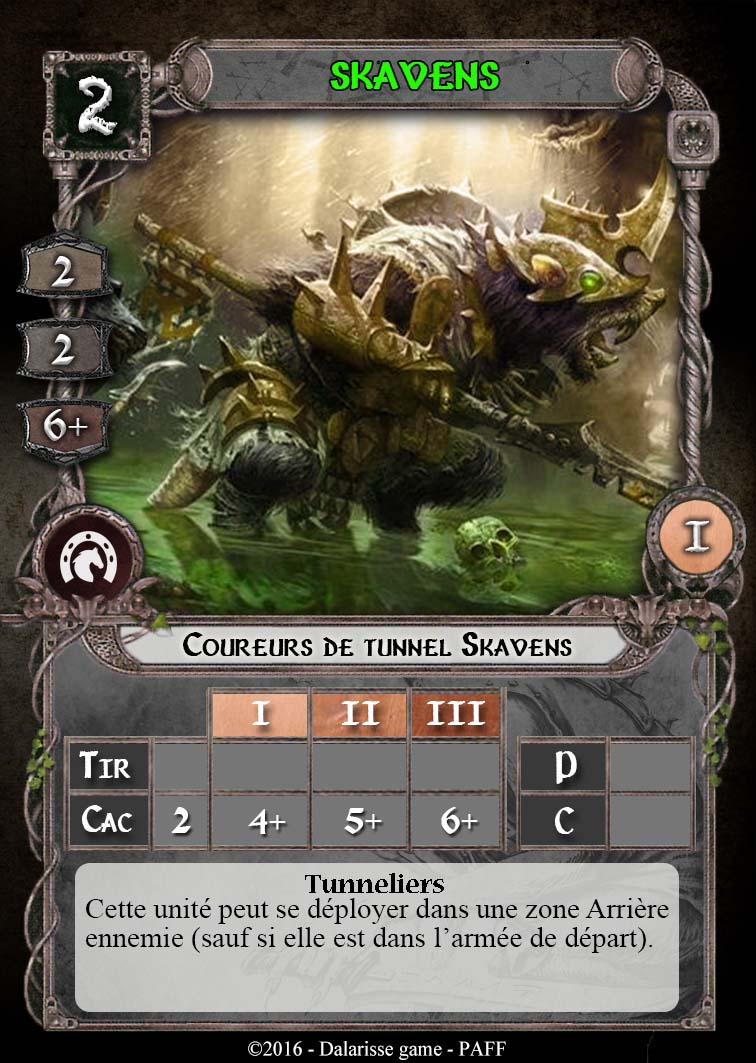 SKAVENS
2
2
2
6+
I
Coureurs de tunnel Skavens
I II III
Tir P
Cac 2 4+ 5+ 6+ C
Tunneliers
Cette unité peut se déployer dans une zone Arrière
ennemie (sauf si elle est dans l’armée de départ).
©2016 - Dalarisse game - PAFF